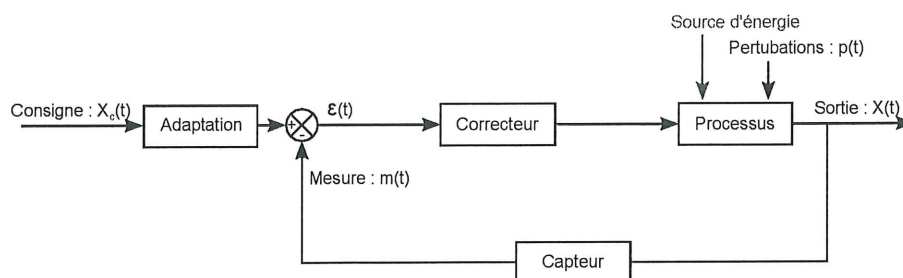 Source d'énergie
Pertubations : p(t)
Consigne : Xc(t)
Adaptation
+
-
ε(t)
Correcteur
Processus
Sortie : X(t)
Mesure : m(t)
Capteur